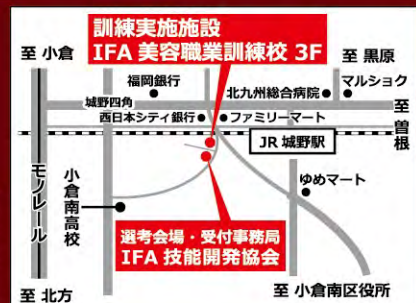 訓練実施施設
IFA 美容職業訓練校 3F
至 小倉
至 黒原
福岡銀行
北九州総合病院
マルショク
城野四角
至 曽根
西日本シティ銀行
ファミリーマート
JR 城野駅
モノレール
小倉南高校
ゆめマート
選考会場・受付事務局
IFA 技能開発協会
至 北方
至 小倉南区役所